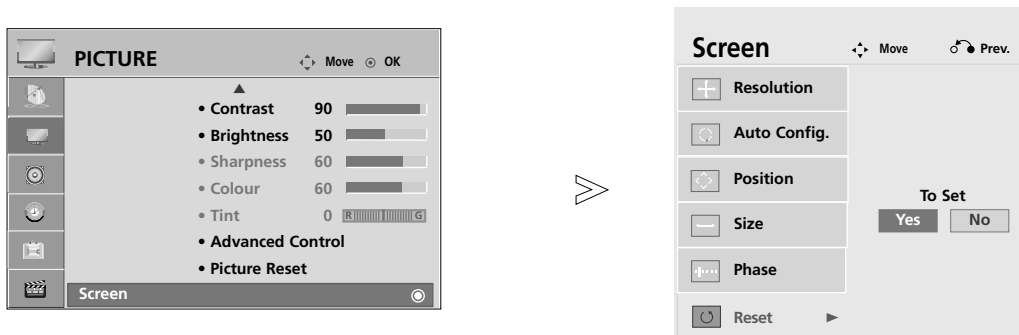 PICTURE
Move OK
• Contrast 90
• Brightness 50
• Sharpness 60
• Colour 60
• Tint 0 R G
• Advanced Control
• Picture Reset
Screen
Screen
Move Prev.
Resolution
Auto Config.
Position
Size
Phase
Reset
To Set
Yes No